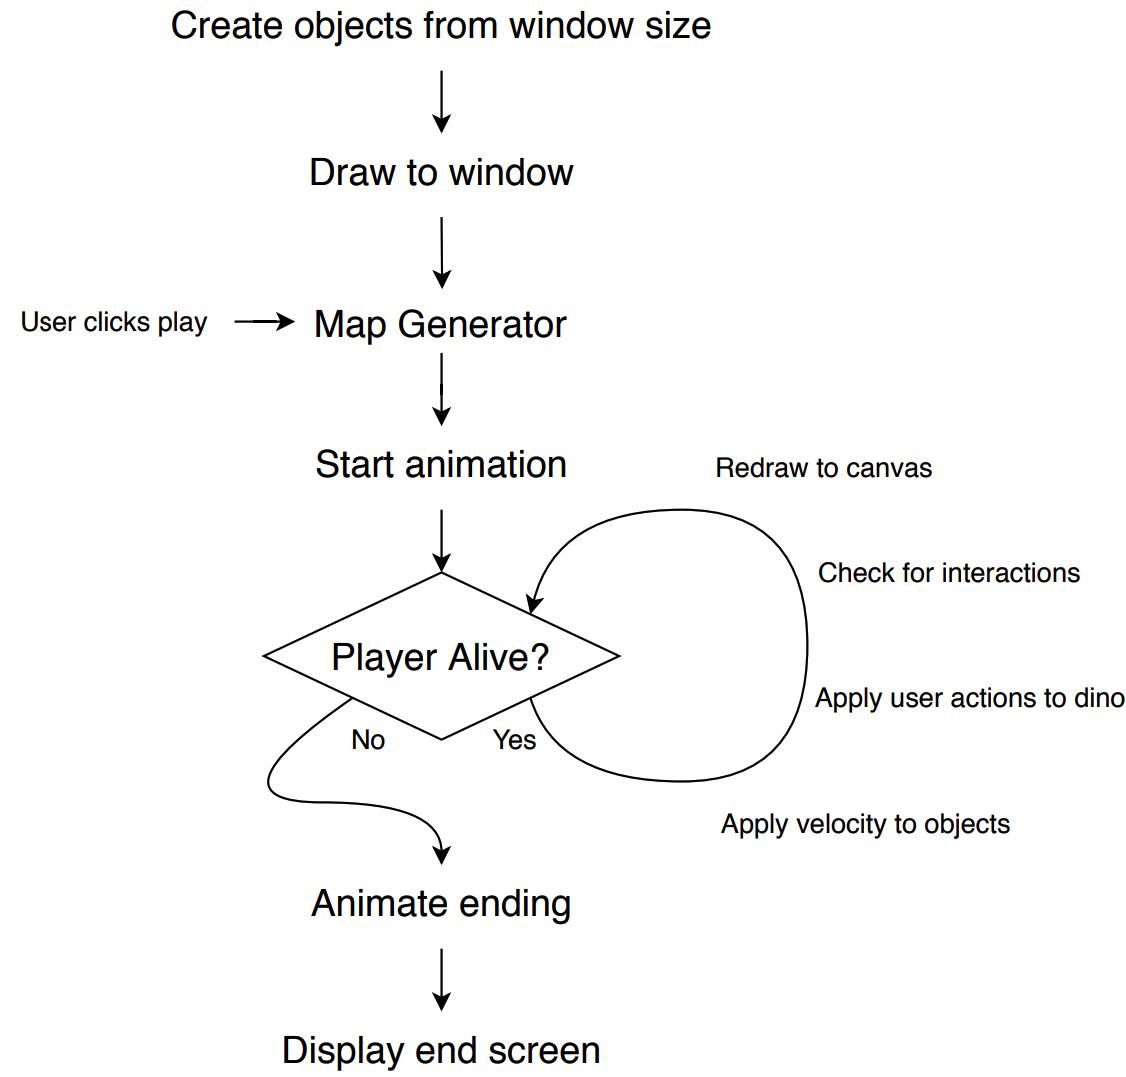 Create objects from window size
Draw to window
User clicks play
Map Generator
Start animation
Redraw to canvas
Check for interactions
Player Alive?
Apply user actions to dino
No
Yes
Apply velocity to objects
Animate ending
Display end screen